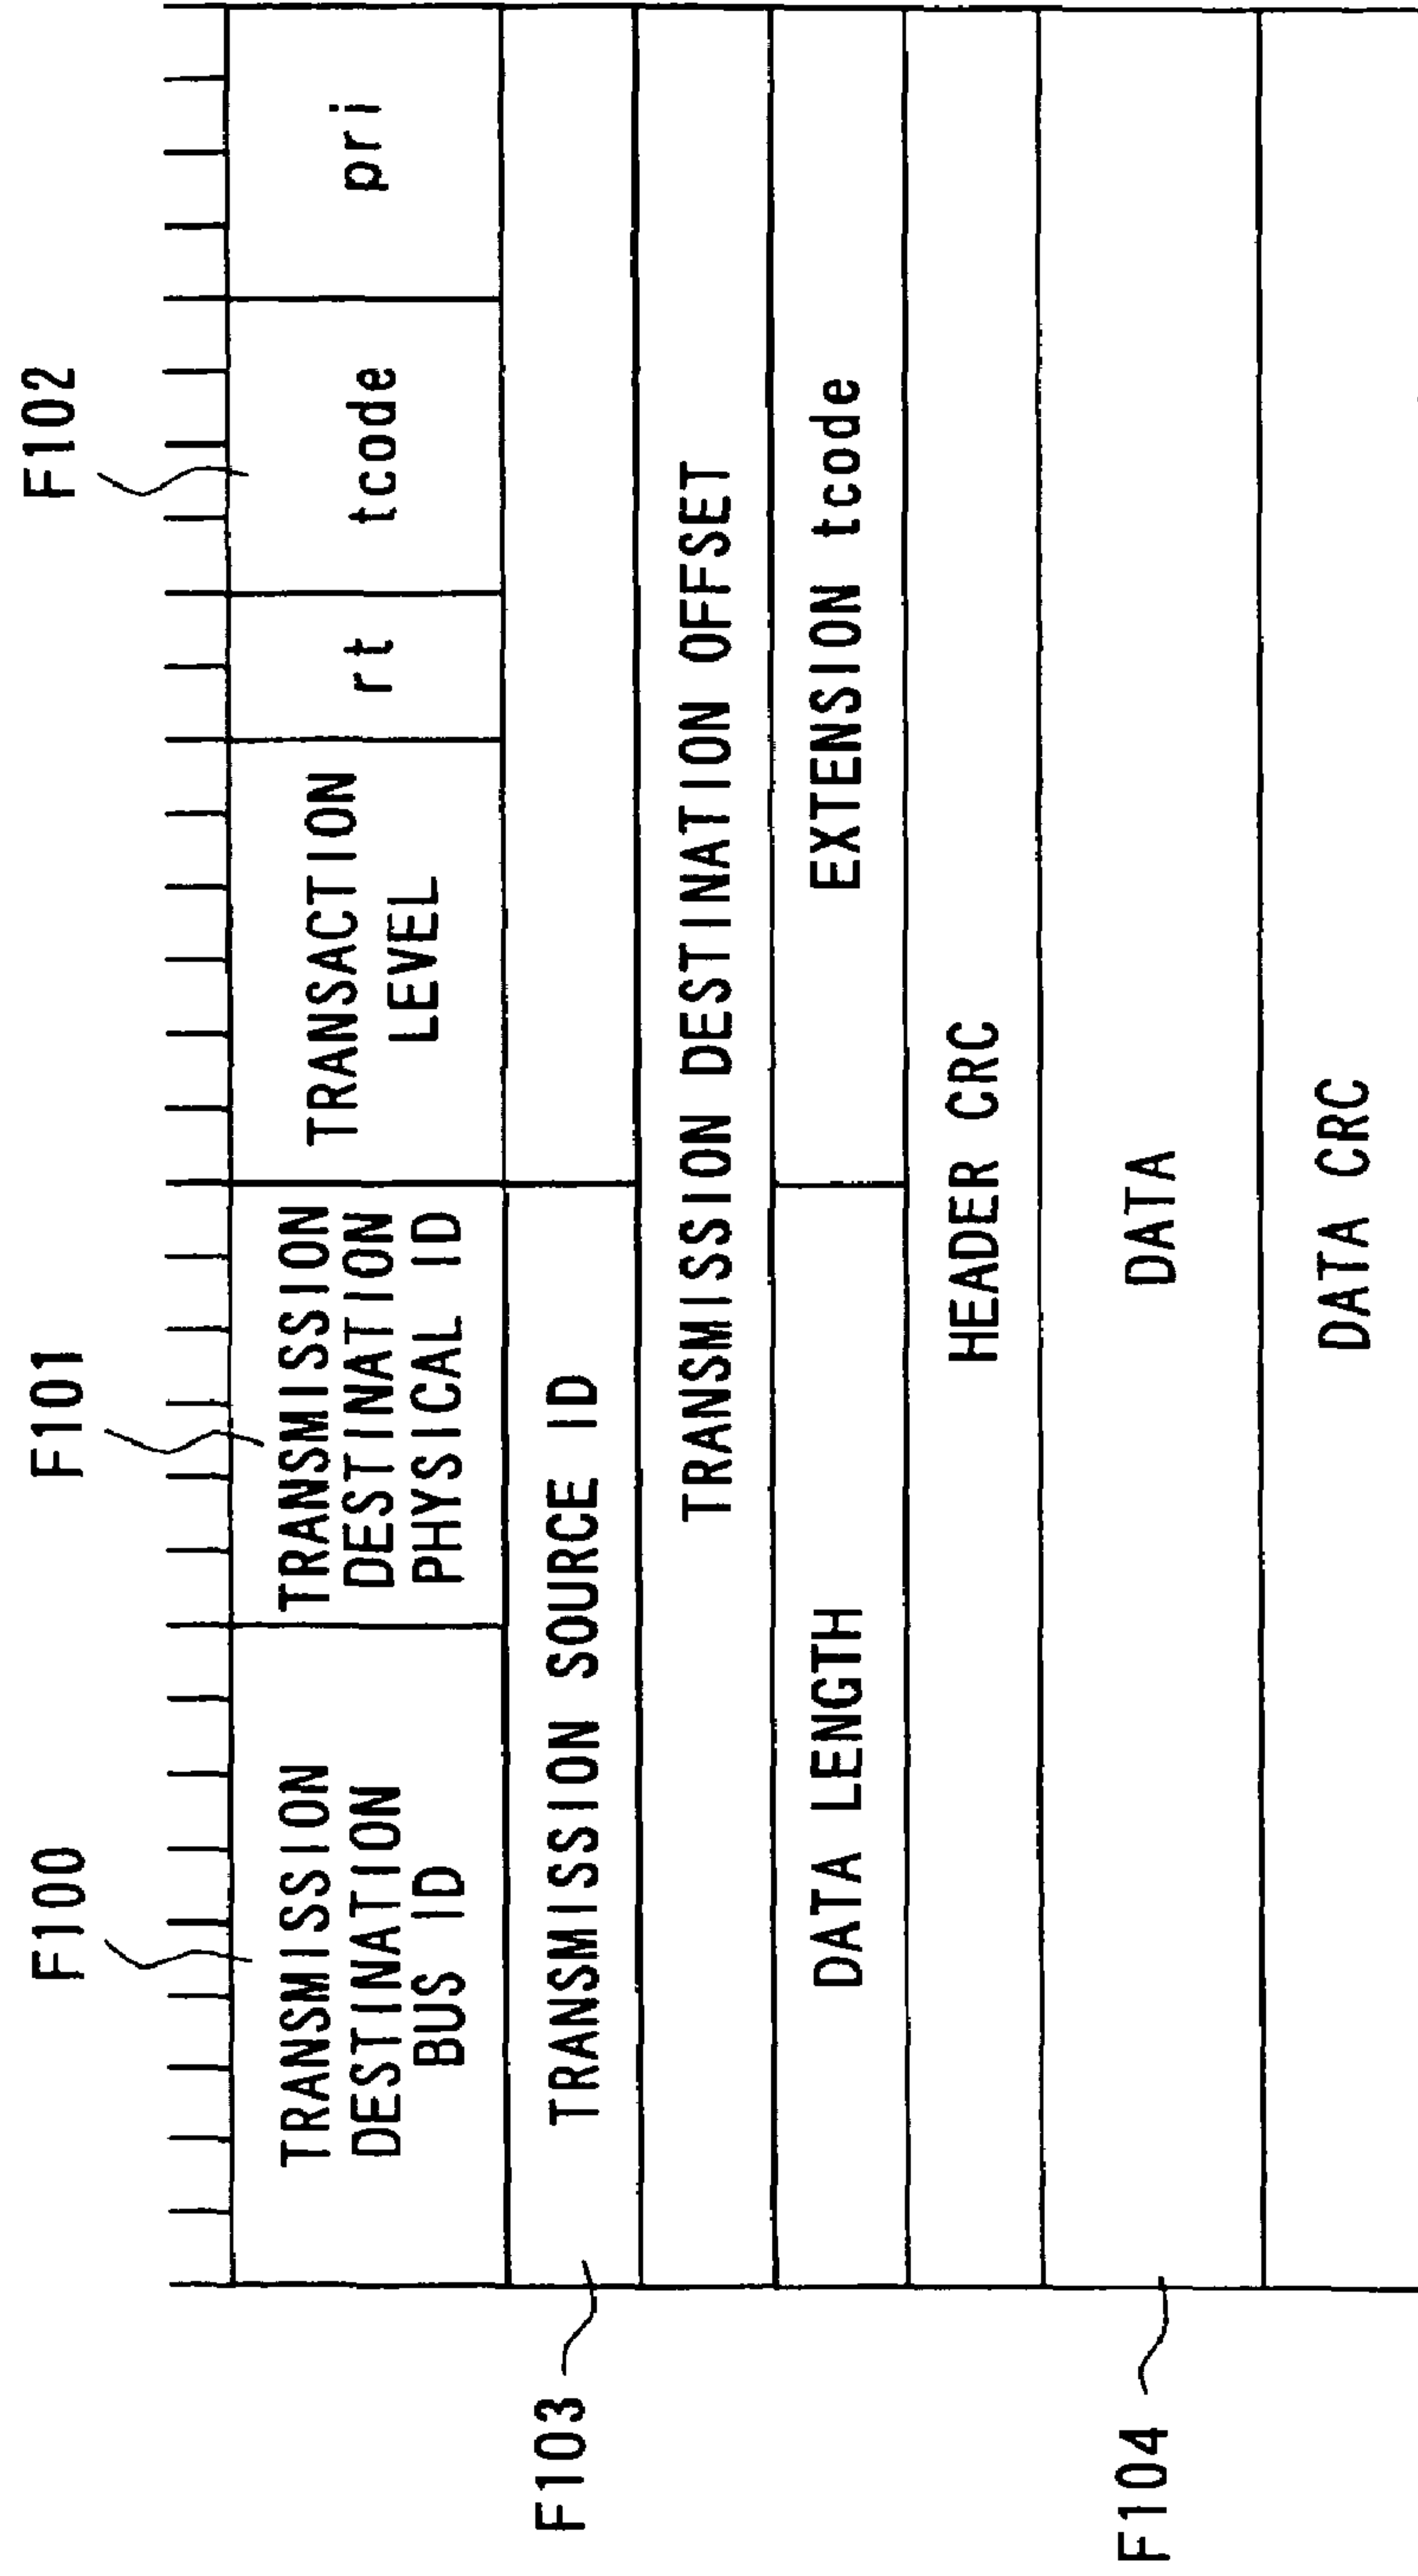 F100
F101
F102
TRANSMISSION
DESTINATION
BUS ID
TRANSMISSION
DESTINATION
PHYSICAL ID
TRANSACTION
LEVEL
rt
tcode
pri
F103
TRANSMISSION SOURCE ID
TRANSMISSION DESTINATION OFFSET
DATA LENGTH
EXTENSION tcode
HEADER CRC
F104
DATA
DATA CRC